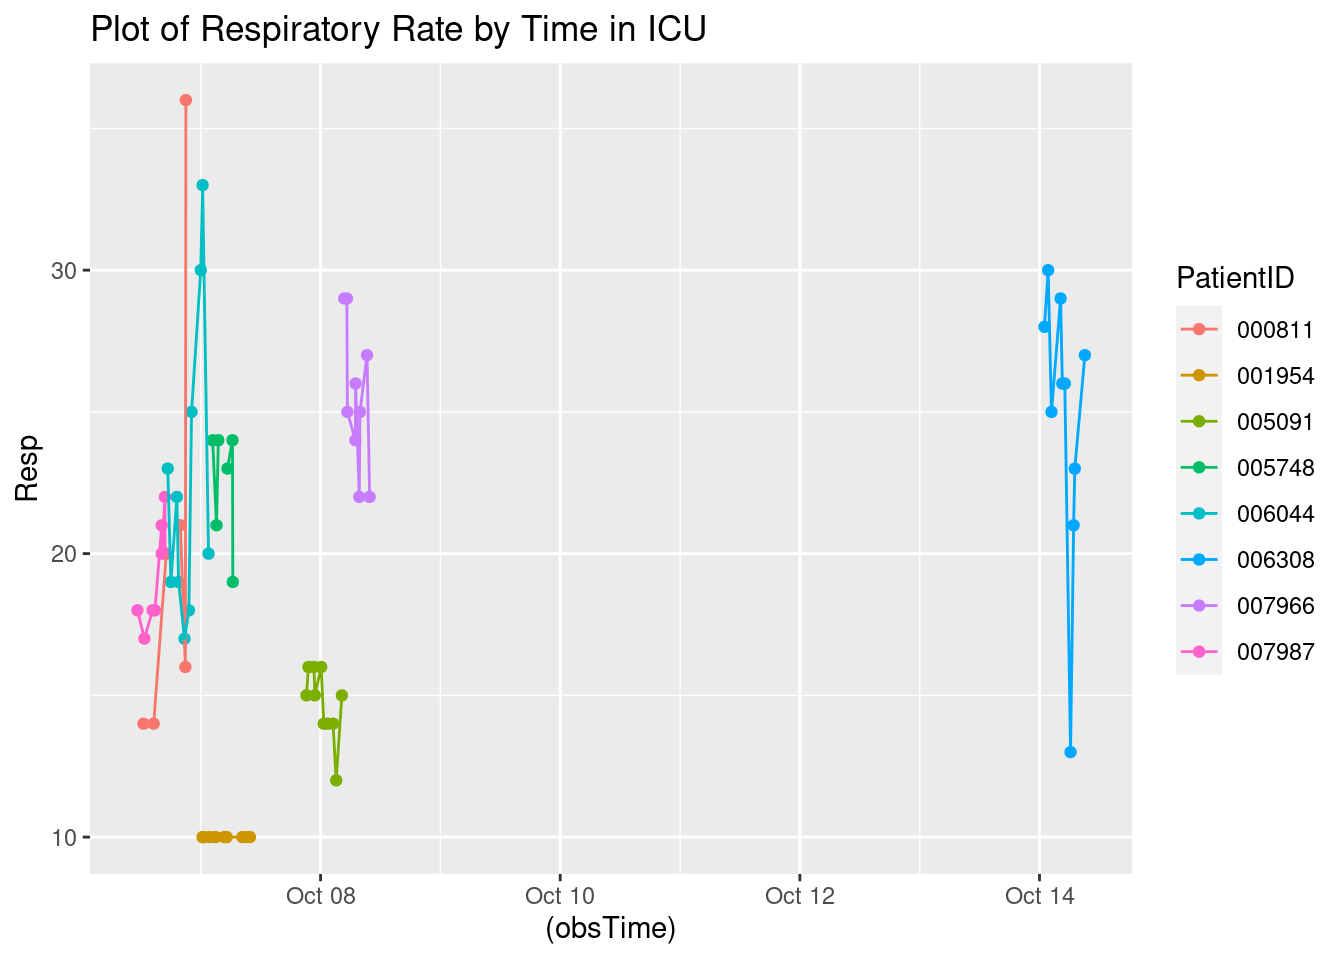 Plot of Respiratory Rate by Time in ICU
Resp
30
20
10
Oct 08
Oct 10
Oct 12
Oct 14
(obsTime)
PatientID
000811
001954
005091
005748
006044
006308
007966
007987